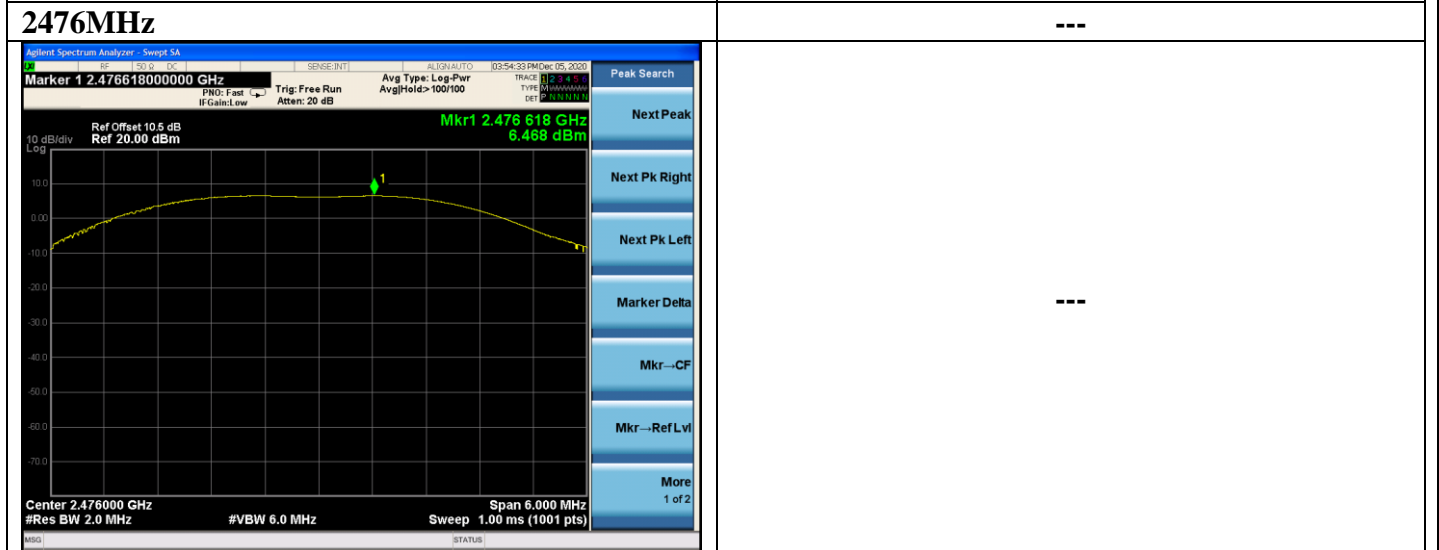 2476MHz ---
Agilent Spectrum Analyzer - Swept SA
RF 50 Ω DC SENSE:INT ALIGNAUTO 03:54:33 PM Dec 05, 2020
Marker 1 2.476618000000 GHz
PNO: Fast
IFGain:Low
Trig: Free Run
Atten: 20 dB
Avg Type: Log-Pwr
Avg|Hold>100/100
TRACE 1 2 3 4 5 6
TYPE M
DET P N N N N N
Peak Search
Ref Offset 10.5 dB
10 dB/div Ref 20.00 dBm
Log
Mkr1 2.476 618 GHz
6.468 dBm
1
10.0
0.00
-10.0
-20.0
-30.0
-40.0
-50.0
-60.0
-70.0
Center 2.476000 GHz Span 6.000 MHz
#Res BW 2.0 MHz #VBW 6.0 MHz Sweep 1.00 ms (1001 pts)
MSG STATUS
Next Peak
Next Pk Right
Next Pk Left
Marker Delta
Mkr→CF
Mkr→Ref Lvl
More
1 of 2
---